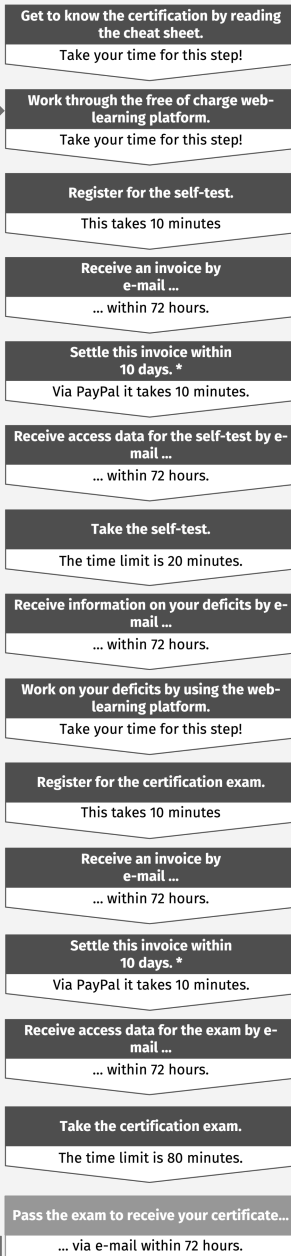 Get to know the certification by reading
the cheat sheet.
Take your time for this step!
Work through the free of charge web-
learning platform.
Take your time for this step!
Register for the self-test.
This takes 10 minutes
Receive an invoice by
e-mail ...
... within 72 hours.
Settle this invoice within
10 days. *
Via PayPal it takes 10 minutes.
Receive access data for the self-test by e-
mail ...
... within 72 hours.
Take the self-test.
The time limit is 20 minutes.
Receive information on your deficits by e-
mail ...
... within 72 hours.
Work on your deficits by using the web-
learning platform.
Take your time for this step!
Register for the certification exam.
This takes 10 minutes
Receive an invoice by
e-mail ...
... within 72 hours.
Settle this invoice within
10 days. *
Via PayPal it takes 10 minutes.
Receive access data for the exam by e-
mail ...
... within 72 hours.
Take the certification exam.
The time limit is 80 minutes.
Pass the exam to receive your certificate...
... via e-mail within 72 hours.